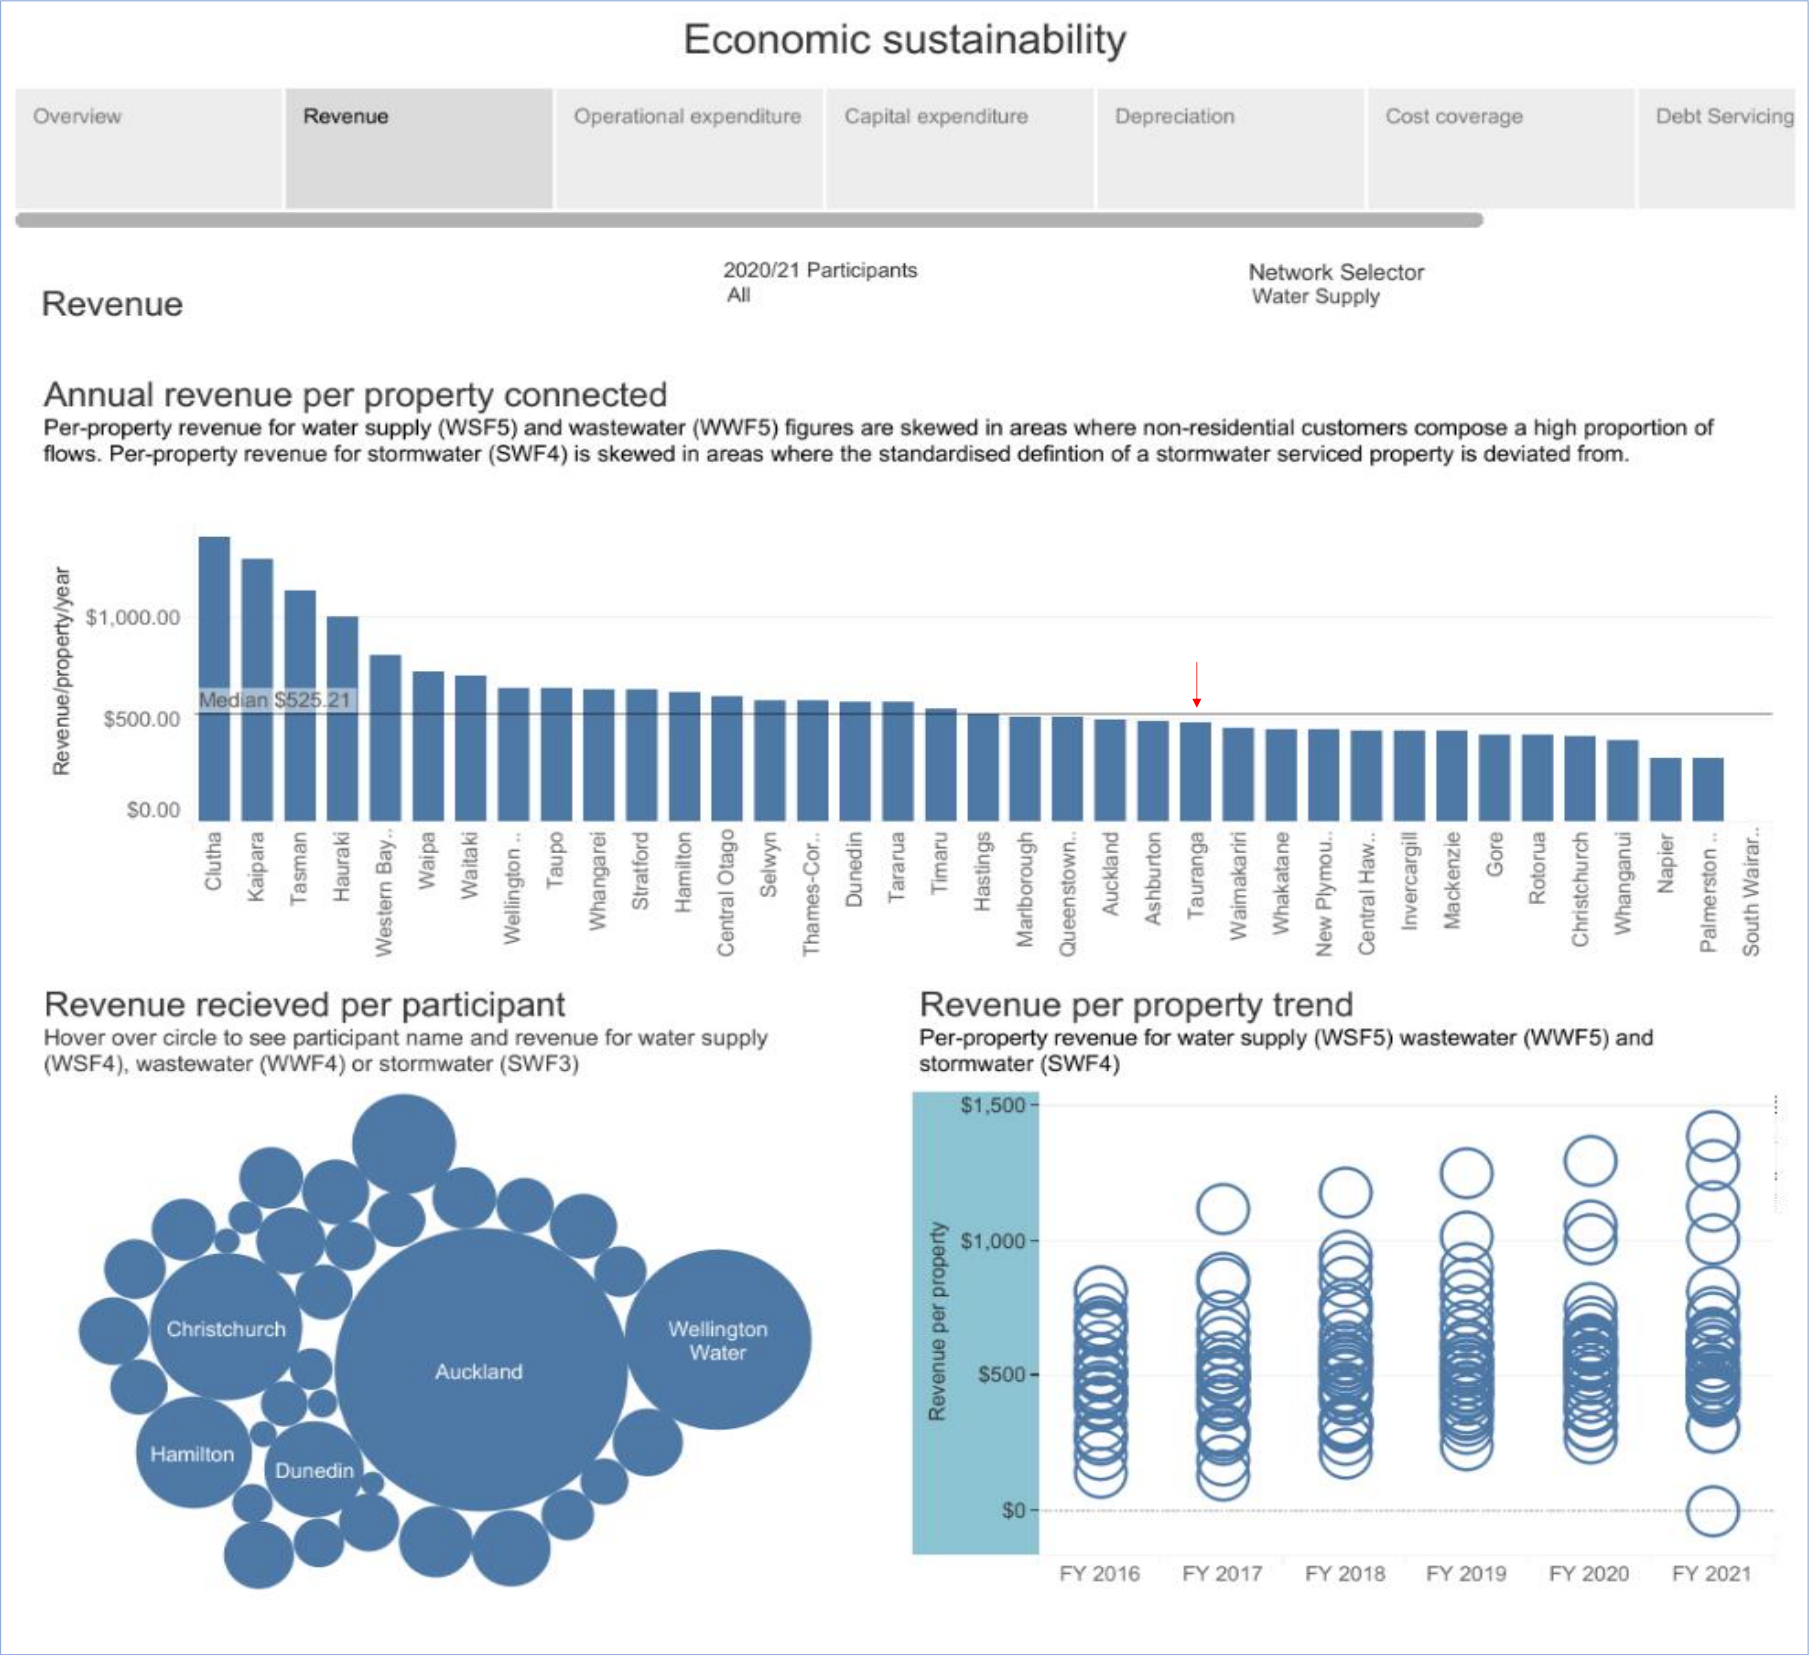 Economic sustainability
Overview
Revenue
Operational expenditure
Capital expenditure
Depreciation
Cost coverage
Debt Servicing
2020/21 Participants
All
Network Selector
Water Supply
Revenue
Annual revenue per property connected
Per-property revenue for water supply (WSF5) and wastewater (WWF5) figures are skewed in areas where non-residential customers compose a high proportion of
flows. Per-property revenue for stormwater (SWF4) is skewed in areas where the standardised defintion of a stormwater serviced property is deviated from.
Revenue/property/year
$1,000.00
$500.00
$0.00
Median $525.21
Clutha
Kaipara
Tasman
Hauraki
Western Bay..
Waipa
Waitaki
Wellington ..
Taupo
Whangarei
Stratford
Hamilton
Central Otago
Selwyn
Thames-Cor..
Dunedin
Tararua
Timaru
Hastings
Marlborough
Queenstown..
Auckland
Ashburton
Tauranga
Waimakariri
Whakatane
New Plymou..
Central Haw..
Invercargill
Mackenzie
Gore
Rotorua
Christchurch
Whanganui
Napier
Palmerston ..
South Wairar..
Revenue recieved per participant
Hover over circle to see participant name and revenue for water supply
(WSF4), wastewater (WWF4) or stormwater (SWF3)
Christchurch
Auckland
Wellington
Water
Hamilton
Dunedin
Revenue per property trend
Per-property revenue for water supply (WSF5) wastewater (WWF5) and
stormwater (SWF4)
Revenue per property
$1,500
$1,000
$500
$0
FY 2016
FY 2017
FY 2018
FY 2019
FY 2020
FY 2021